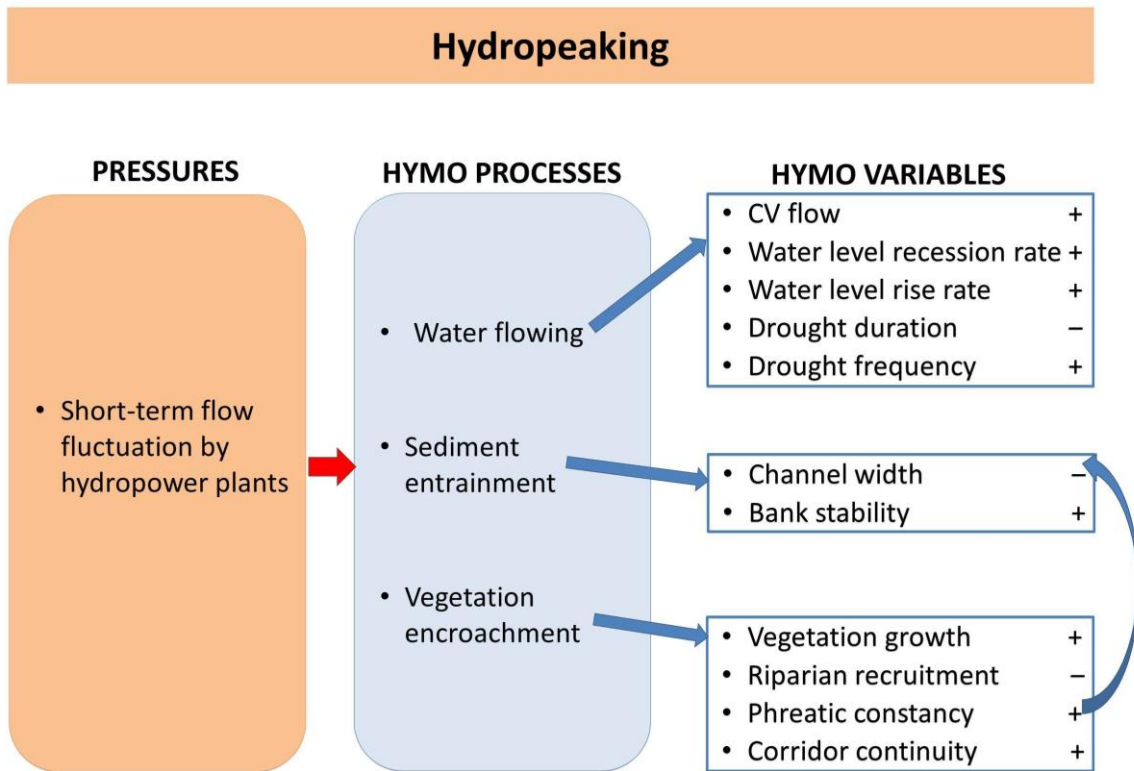 Hydropeaking
PRESSURES
• Short-term flow
fluctuation by
hydropower plants
HYMO PROCESSES
• Water flowing
• Sediment
entrainment
• Vegetation
encroachment
HYMO VARIABLES
• CV flow +
• Water level recession rate +
• Water level rise rate +
• Drought duration –
• Drought frequency +
• Channel width –
• Bank stability +
• Vegetation growth +
• Riparian recruitment –
• Phreatic constancy +
• Corridor continuity +